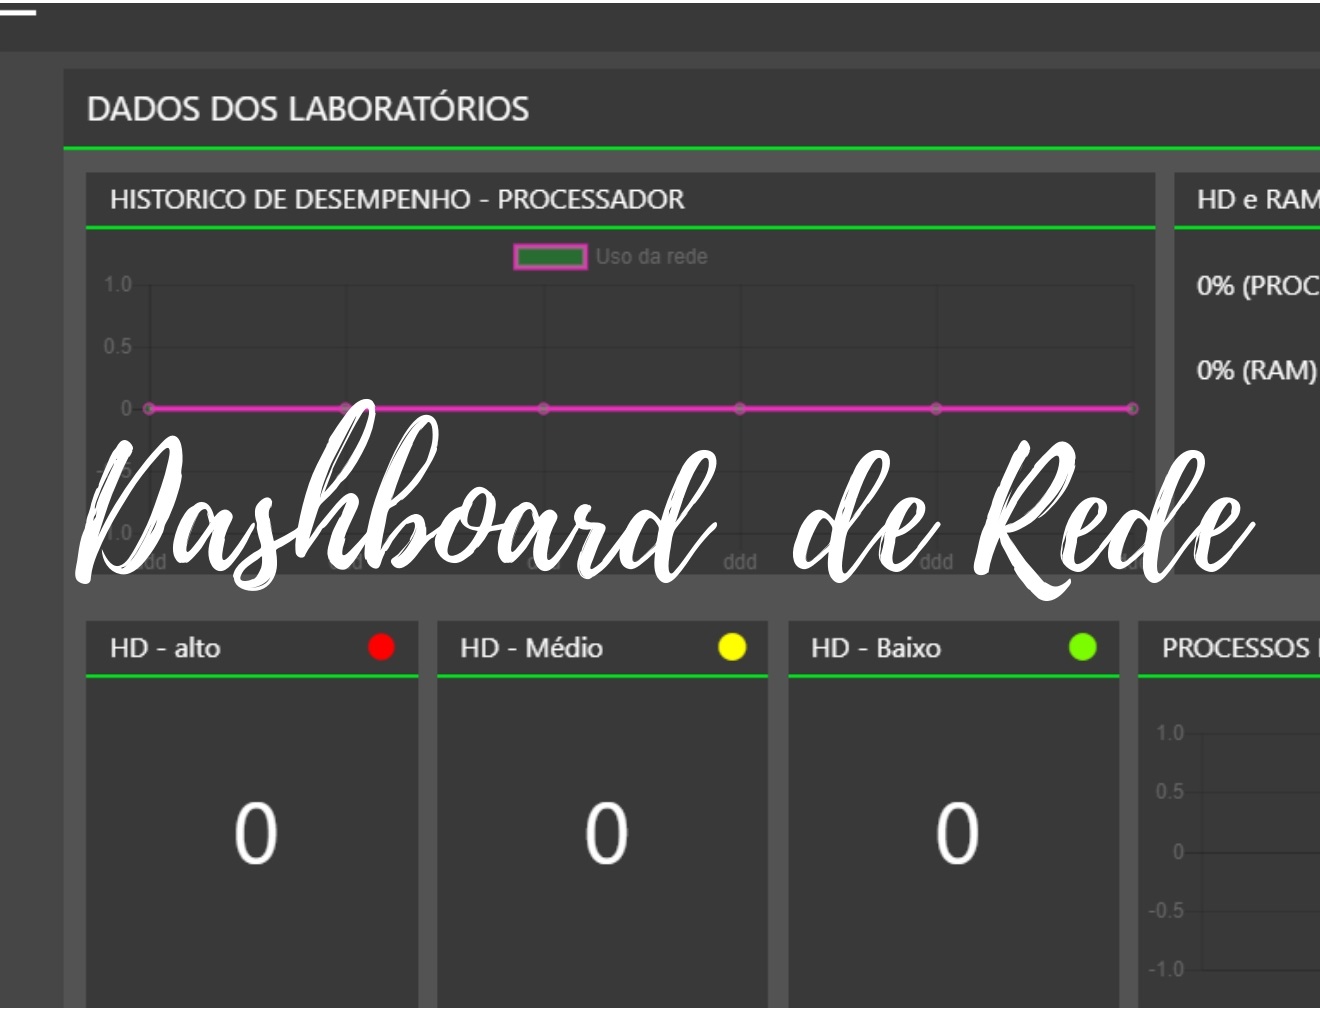 DADOS DOS LABORATÓRIOS
HISTORICO DE DESEMPENHO - PROCESSADOR
HD e RAM
Uso da rede
1.0
0.5
0
0% (PROC
0% (RAM)
Dashboard de Rede
ddd
ddd
HD - alto
HD - Médio
HD - Baixo
PROCESSOS
0
0
0
1.0
0.5
0
-0.5
-1.0